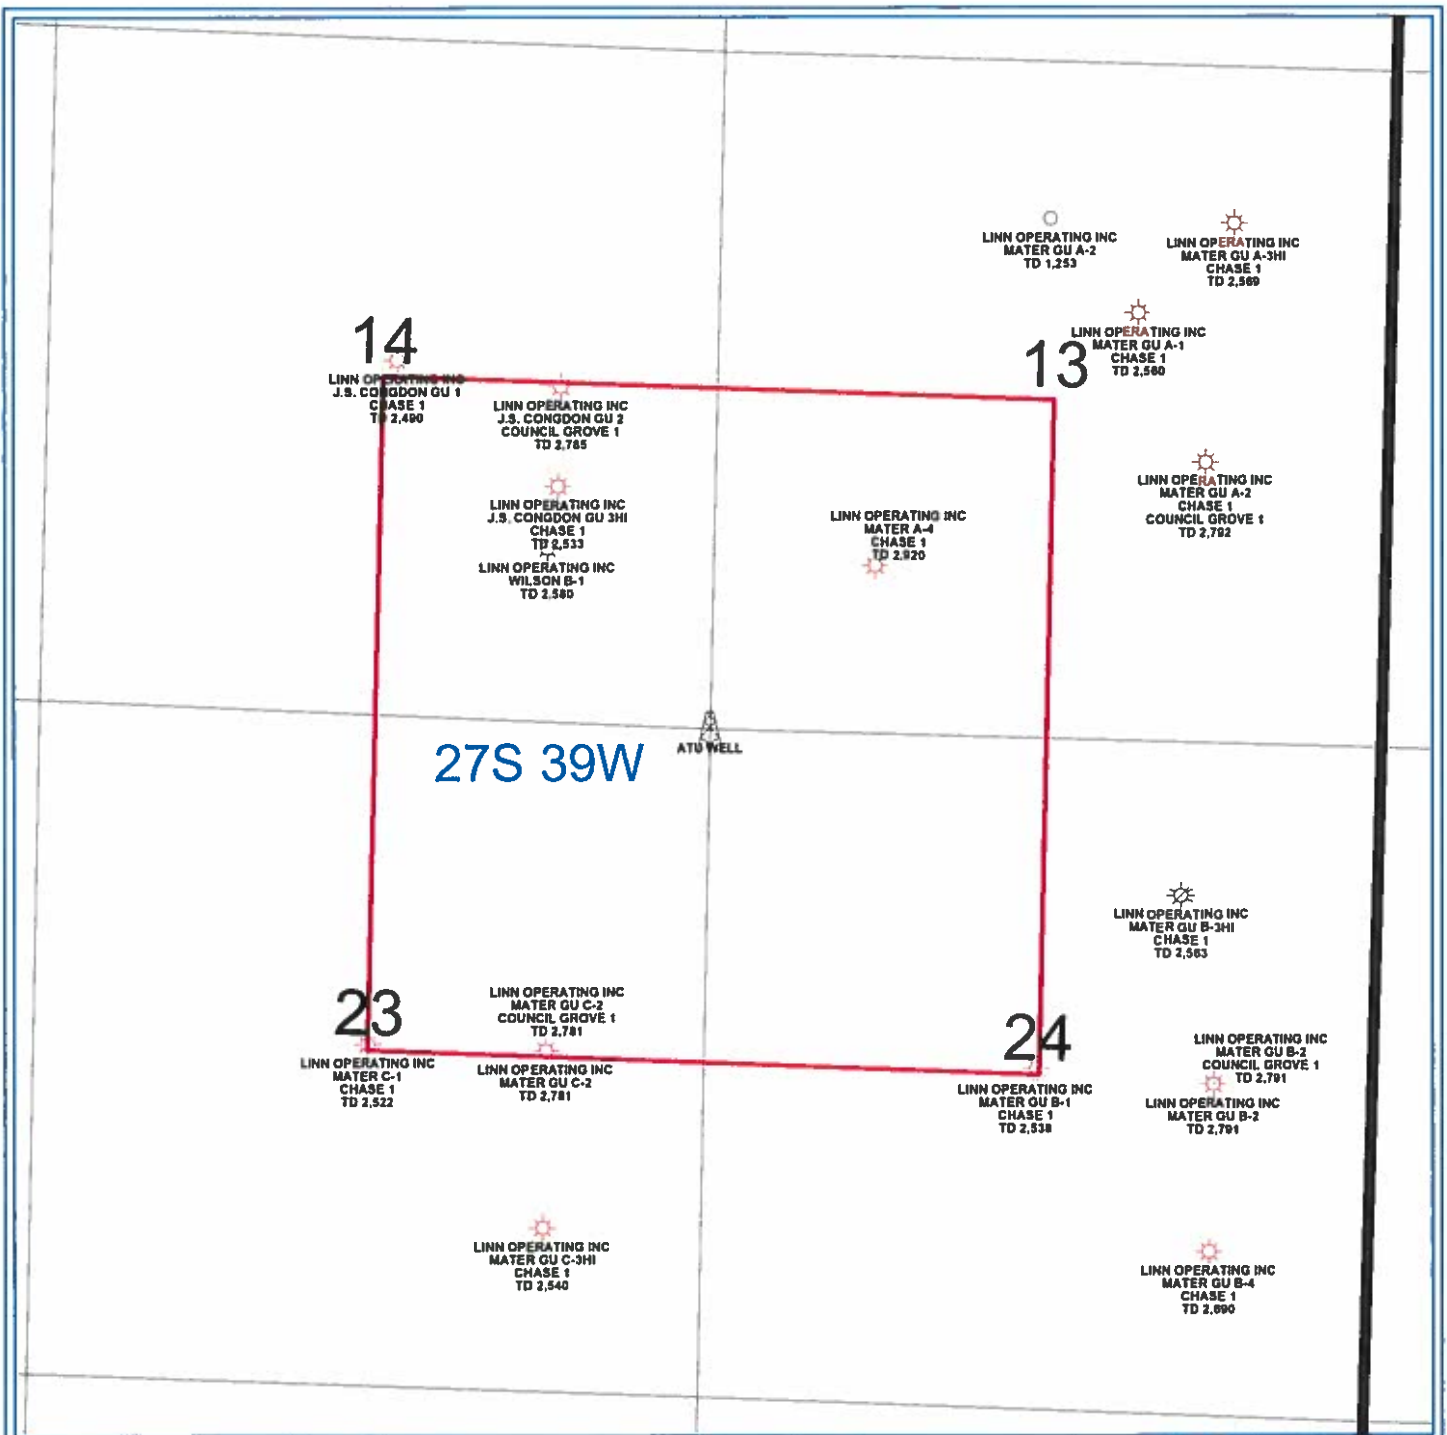 LINN OPERATING INC
MATER GU A-2
TD 1,253
LINN OPERATING INC
MATER GU A-3HI
CHASE 1
TD 2,569
14
LINN OPERATING INC
J.S. CONGDON GU 1
CHASE 1
TD 2,490
LINN OPERATING INC
J.S. CONGDON GU 2
COUNCIL GROVE 1
TD 2,785
13
LINN OPERATING INC
MATER GU A-1
CHASE 1
TD 2,560
LINN OPERATING INC
J.S. CONGDON GU 3HI
CHASE 1
TD 2,533
LINN OPERATING INC
WILSON B-1
TD 2,580
LINN OPERATING INC
MATER A-4
CHASE 1
TD 2,920
LINN OPERATING INC
MATER GU A-2
CHASE 1
COUNCIL GROVE 1
TD 2,792
27S 39W
ATU WELL
LINN OPERATING INC
MATER GU B-3HI
CHASE 1
TD 2,563
23
LINN OPERATING INC
MATER C-1
CHASE 1
TD 2,522
LINN OPERATING INC
MATER GU C-2
COUNCIL GROVE 1
TD 2,781
LINN OPERATING INC
MATER GU C-2
TD 2,781
24
LINN OPERATING INC
MATER GU B-1
CHASE 1
TD 2,538
LINN OPERATING INC
MATER GU B-2
COUNCIL GROVE 1
TD 2,791
LINN OPERATING INC
MATER GU B-2
TD 2,791
LINN OPERATING INC
MATER GU C-3HI
CHASE 1
TD 2,540
LINN OPERATING INC
MATER GU B-4
CHASE 1
TD 2,690